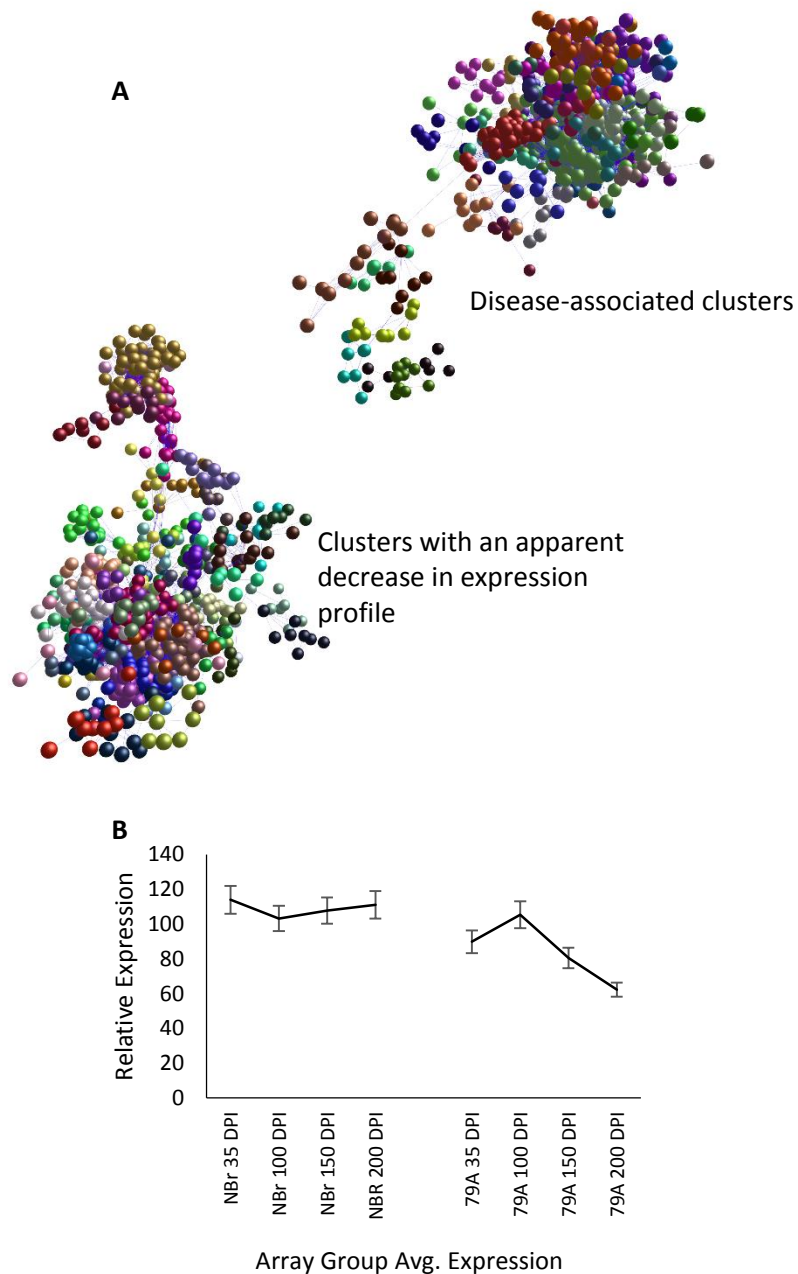 A
Disease-associated clusters
Clusters with an apparent
decrease in expression
profile
B
140
120
100
80
60
40
20
0
Relative Expression
NBr 35 DPI
NBr 100 DPI
NBr 150 DPI
NBR 200 DPI
79A 35 DPI
79A 100 DPI
79A 150 DPI
79A 200 DPI
Array Group Avg. Expression